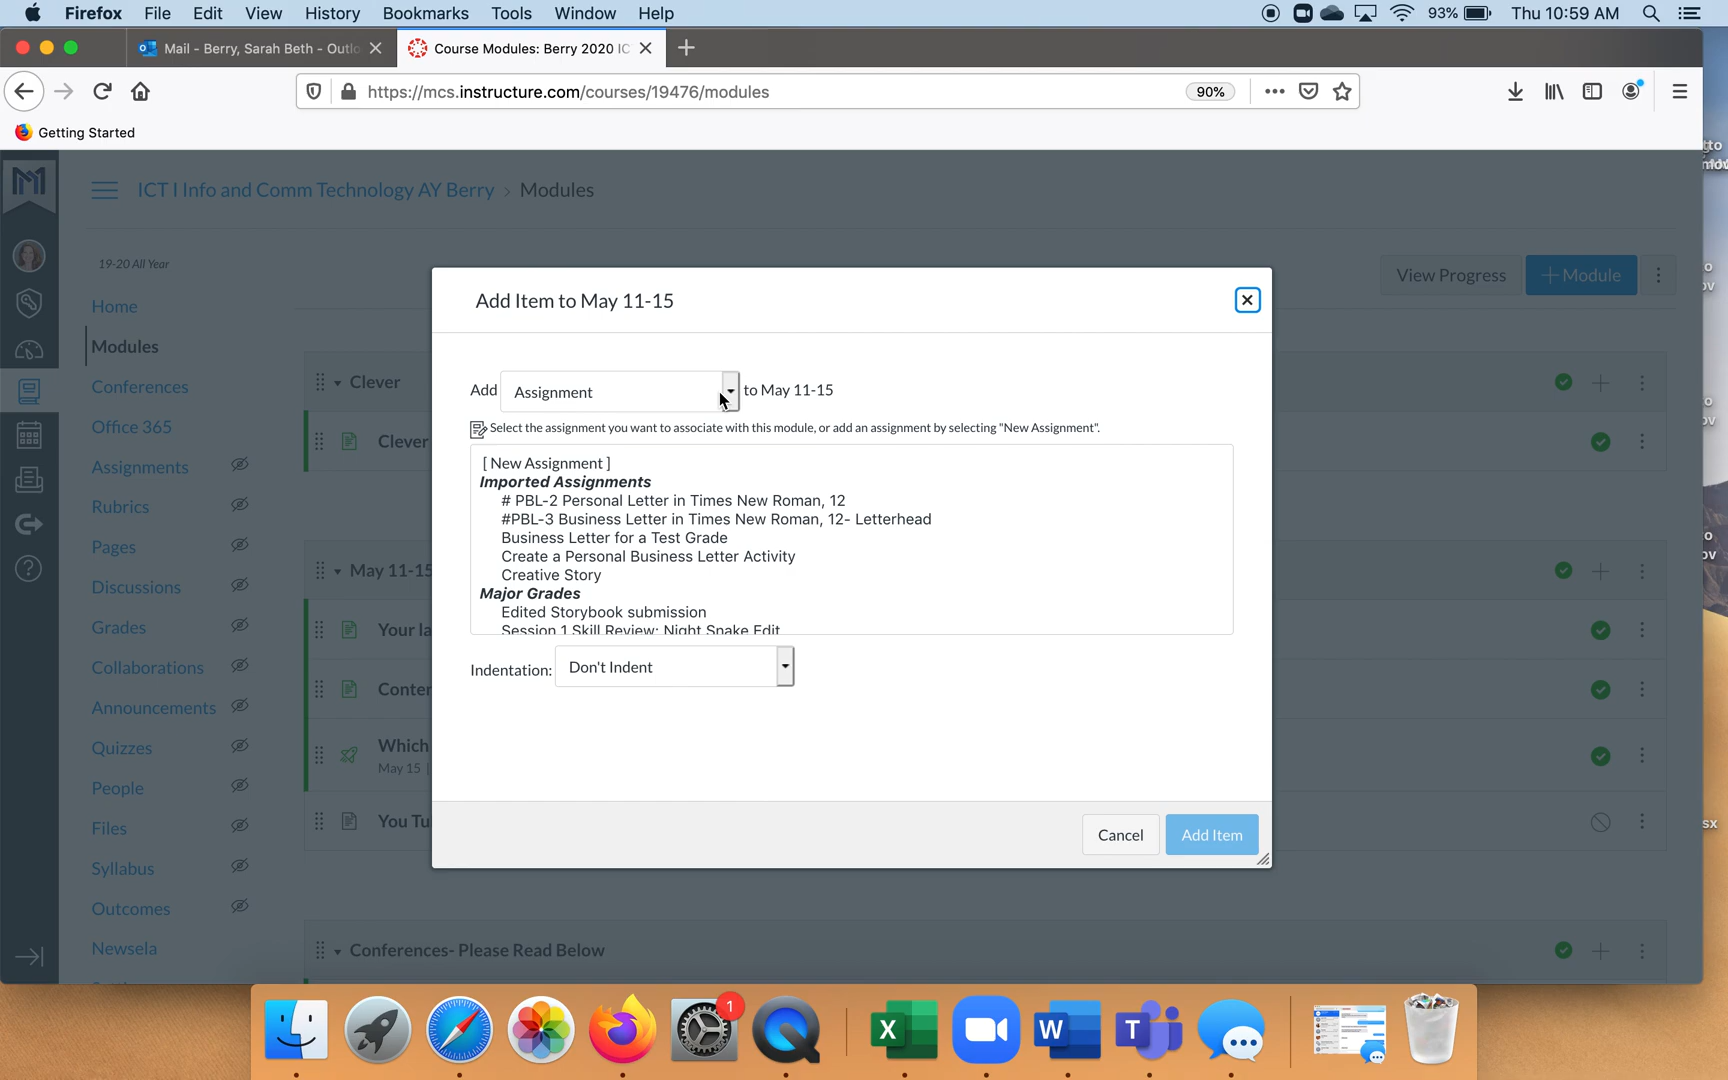 Firefox File Edit View History Bookmarks Tools Window Help 93% Thu 10:59 AM
Mail - Berry, Sarah Beth - Outlo
Course Modules: Berry 2020 IC
https://mcs.instructure.com/courses/19476/modules 90%
Getting Started
ICT I Info and Comm Technology AY Berry › Modules
19-20 All Year
View Progress
+ Module
Home
Modules
Conferences
Office 365
Assignments
Rubrics
Pages
Discussions
Grades
Collaborations
Announcements
Quizzes
People
Files
Syllabus
Outcomes
Newsela
Clever
Clever
May 11-15
Your la
Conter
Which
May 15 |
You Tu
Conferences- Please Read Below
Add Item to May 11-15
Add Assignment to May 11-15
Select the assignment you want to associate with this module, or add an assignment by selecting "New Assignment".
[ New Assignment ]
Imported Assignments
# PBL-2 Personal Letter in Times New Roman, 12
#PBL-3 Business Letter in Times New Roman, 12- Letterhead
Business Letter for a Test Grade
Create a Personal Business Letter Activity
Creative Story
Major Grades
Edited Storybook submission
Session 1 Skill Review: Night Snake Edit
Indentation: Don't Indent
Cancel
Add Item
1
X
W
T